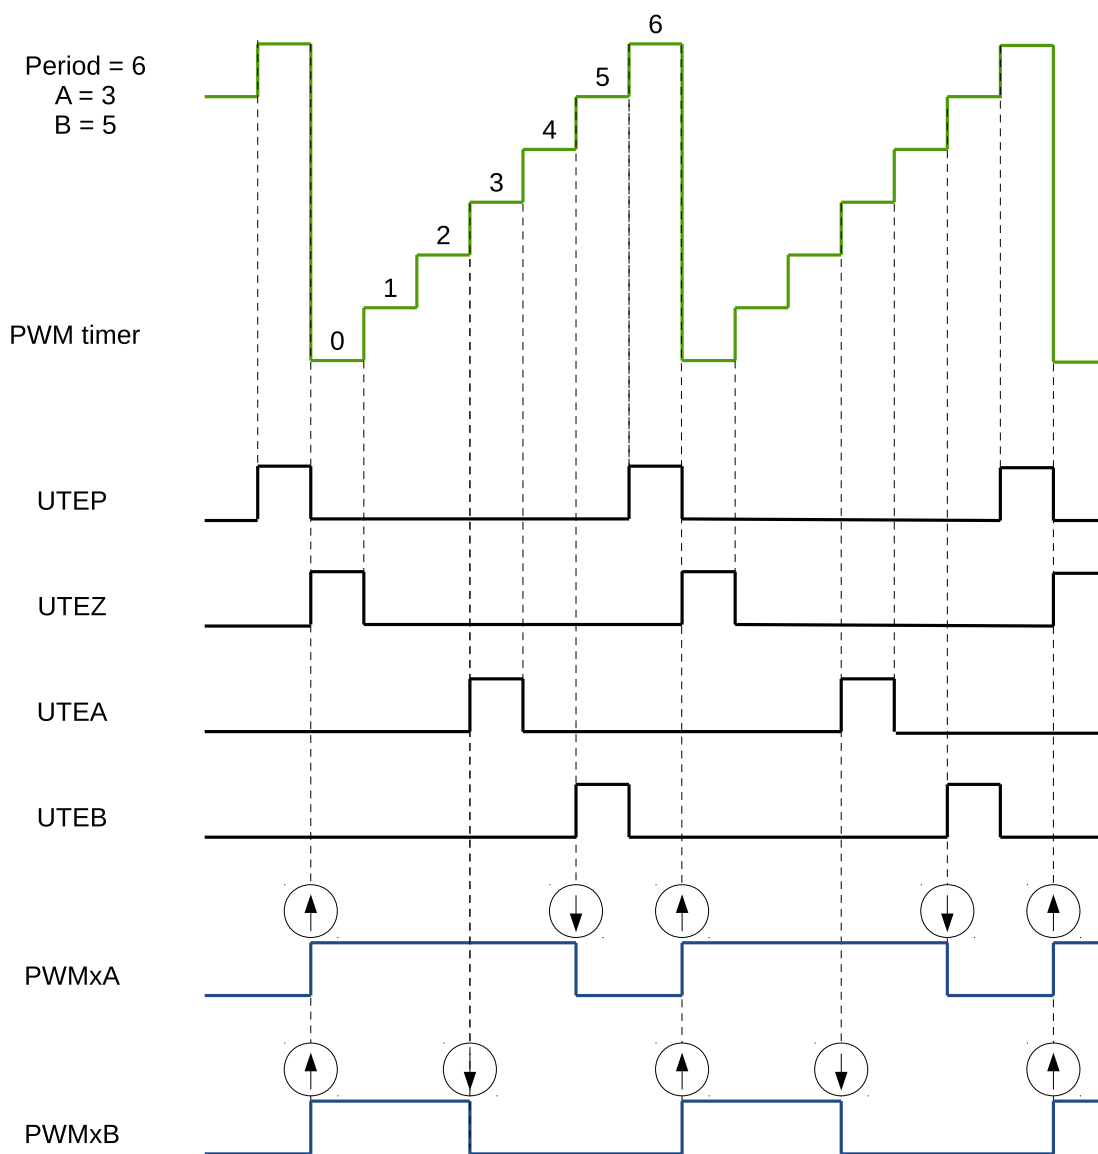 6
Period = 6
A = 3
B = 5
5
4
3
2
1
0
PWM timer
UTEP
UTEZ
UTEA
UTEB
PWMxA
PWMxB